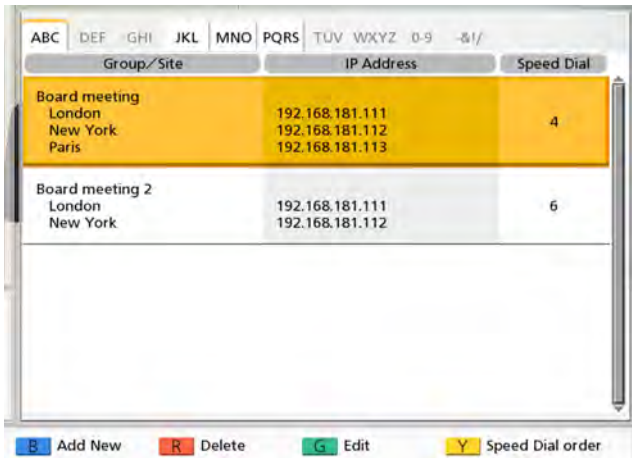 ABC DEF GHI JKL MNO PQRS TUV WXYZ 0-9 -&!/
Group/Site IP Address Speed Dial
Board meeting
London 192.168.181.111
New York 192.168.181.112 4
Paris 192.168.181.113
Board meeting 2
London 192.168.181.111 6
New York 192.168.181.112
B Add New R Delete G Edit Y Speed Dial order